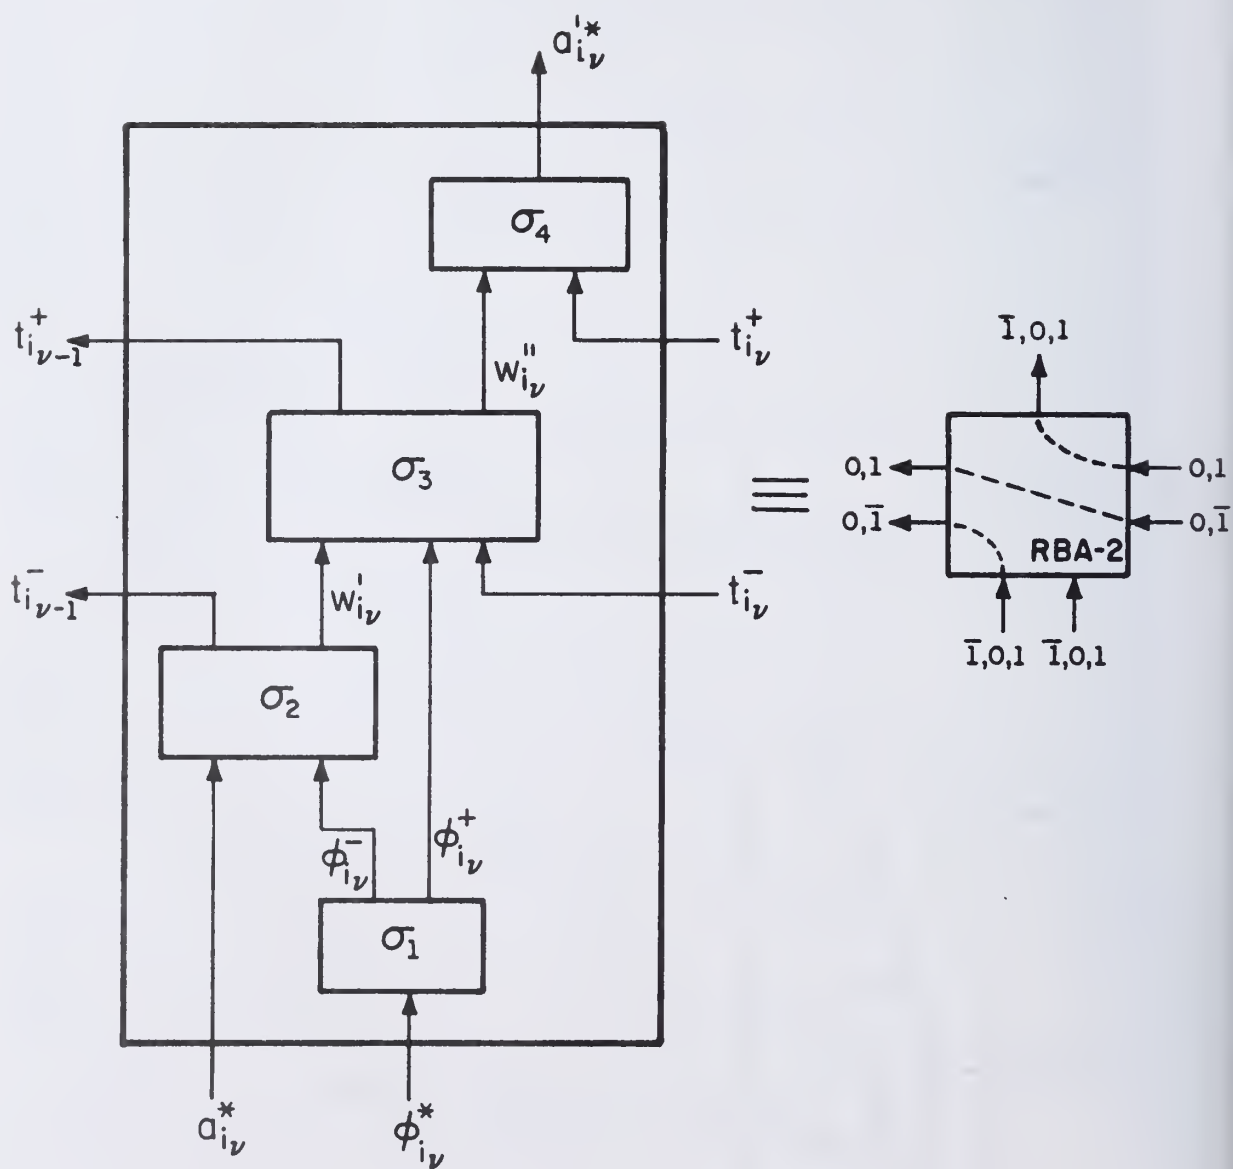 a'*iν
σ4
t+iν-1
t+iν
w''iν
1̅,0,1
σ3
≡
0,1
0,1
0,1̅
0,1̅
RBA-2
t-iν-1
w'iν
t-iν
1̅,0,1 1̅,0,1
σ2
ϕ-iν
ϕ+iν
σ1
a*iν
ϕ*iν